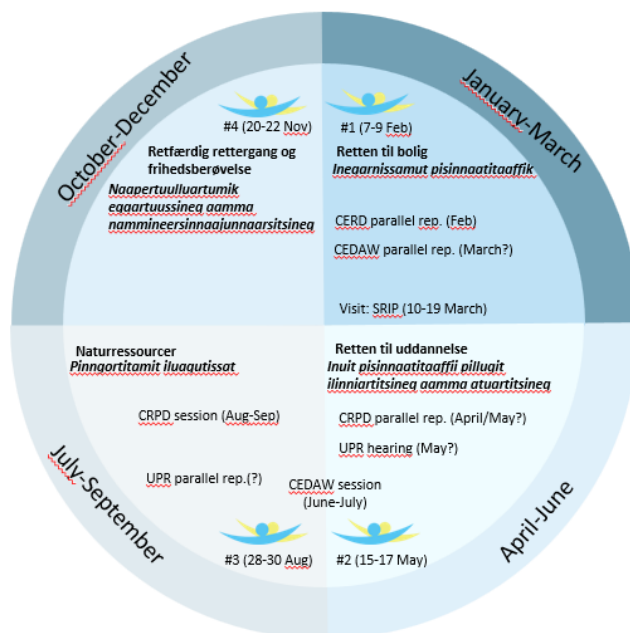 October-December
#4 (20-22 Nov)
Retfærdig rettergang og
frihedsberøvelse
Naapertuulluartumik
eqaartuussineq aamma
nammineersinnaajunnaarsitsineq
January-March
#1 (7-9 Feb)
Retten til bolig
Ineqarnissamut pisinnaatitaaffik
CERD parallel rep. (Feb)
CEDAW parallel rep. (March?)
Visit: SRIP (10-19 March)
Naturressourcer
Pinngortitamit iluaqutissat
CRPD session (Aug-Sep)
UPR parallel rep.(?)
#3 (28-30 Aug)
July-September
Retten til uddannelse
Inuit pisinnaatitaaffii pillugit
ilinniartitsineq aamma atuartitsineq
CRPD parallel rep. (April/May?)
UPR hearing (May?)
CEDAW session
(June-July)
#2 (15-17 May)
April-June